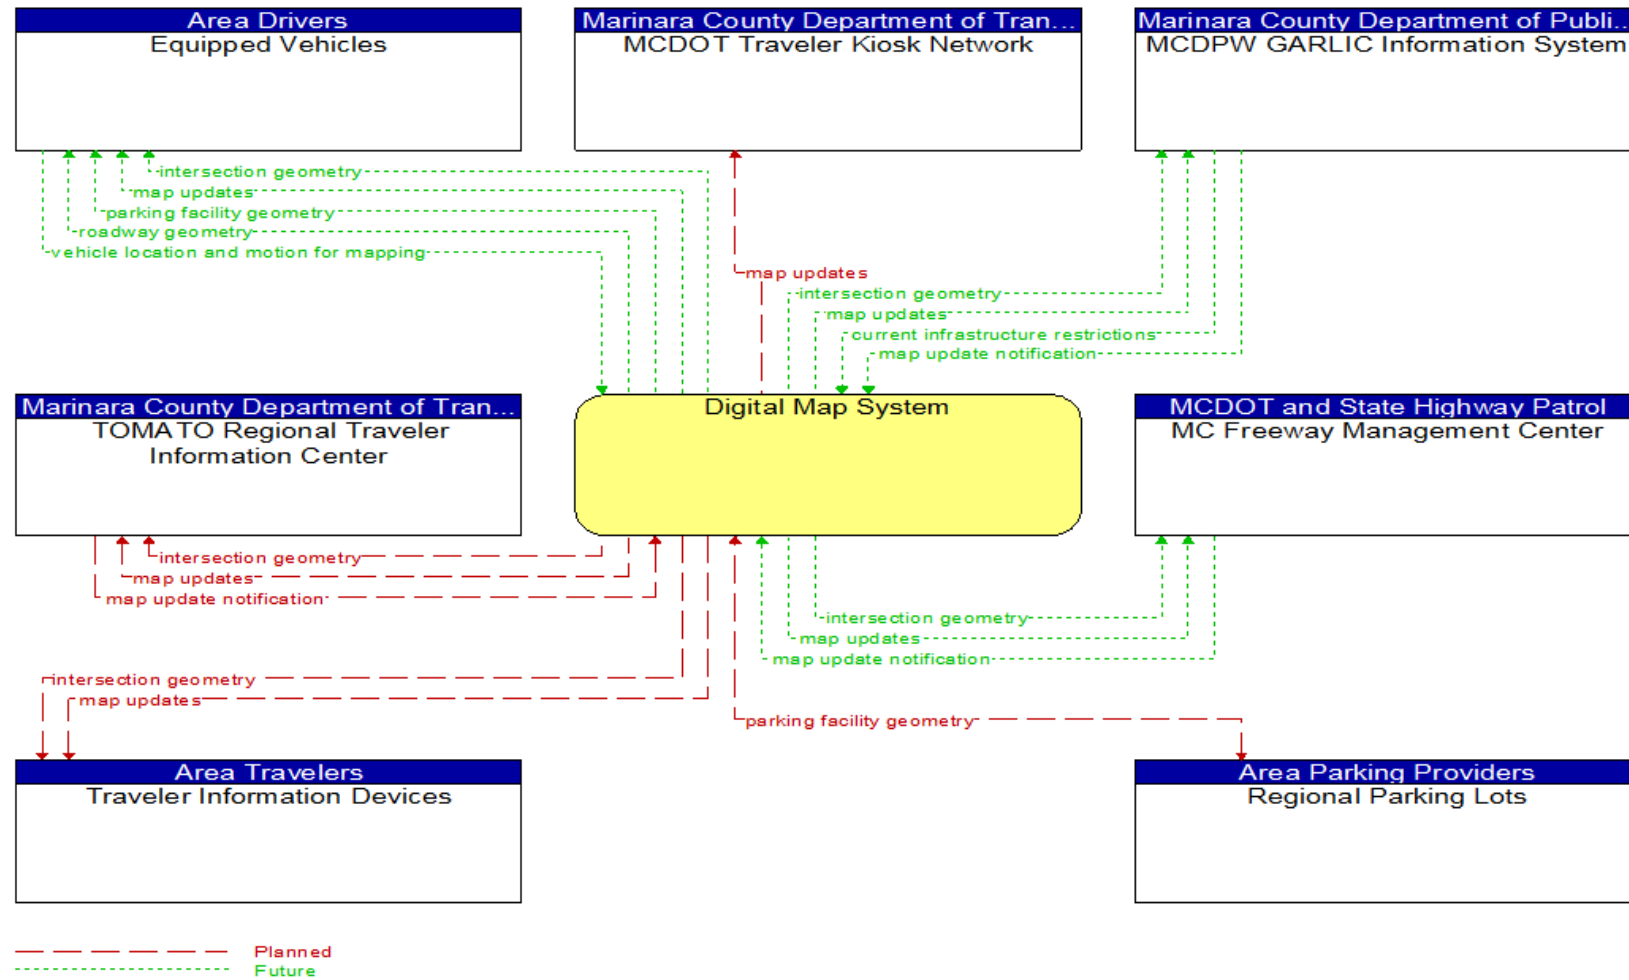 Area Drivers
Equipped Vehicles
Marinara County Department of Tran...
MCDOT Traveler Kiosk Network
Marinara County Department of Publi...
MCDPW GARLIC Information System
intersection geometry
map updates
parking facility geometry
roadway geometry
vehicle location and motion for mapping
map updates
intersection geometry
map updates
current infrastructure restrictions
map update notification
Marinara County Department of Tran...
TOMATO Regional Traveler
Information Center
Digital Map System
MCDOT and State Highway Patrol
MC Freeway Management Center
intersection geometry
map updates
map update notification
intersection geometry
map updates
map update notification
intersection geometry
map updates
parking facility geometry
Area Travelers
Traveler Information Devices
Area Parking Providers
Regional Parking Lots
Planned
Future